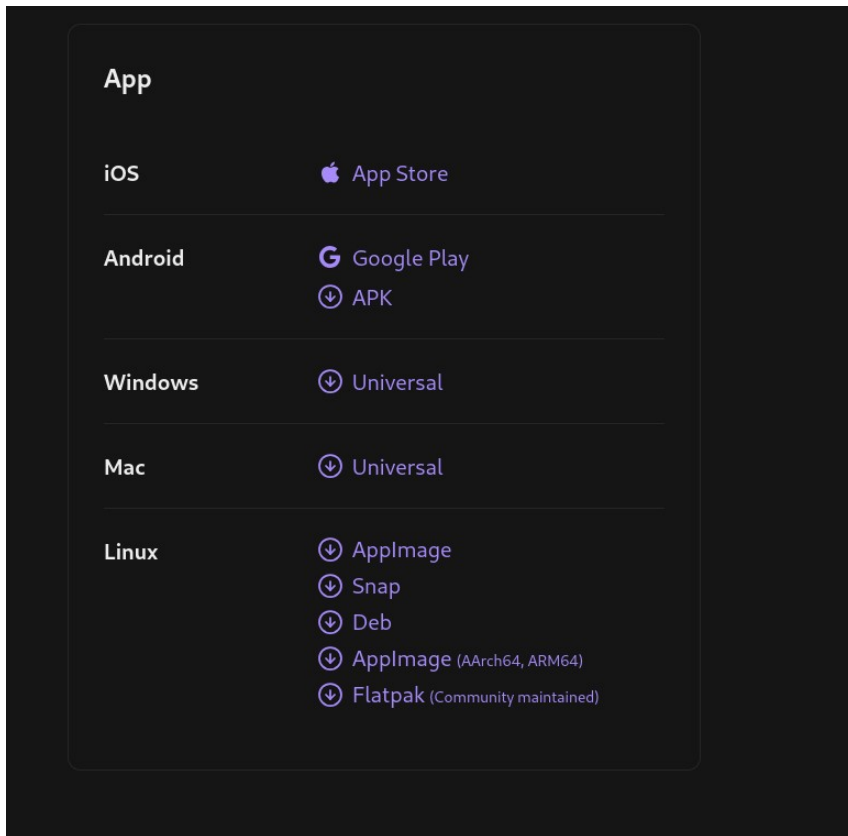 App
iOS App Store
Android Google Play
APK
Windows Universal
Mac Universal
Linux AppImage
Snap
Deb
AppImage (AArch64, ARM64)
Flatpak (Community maintained)